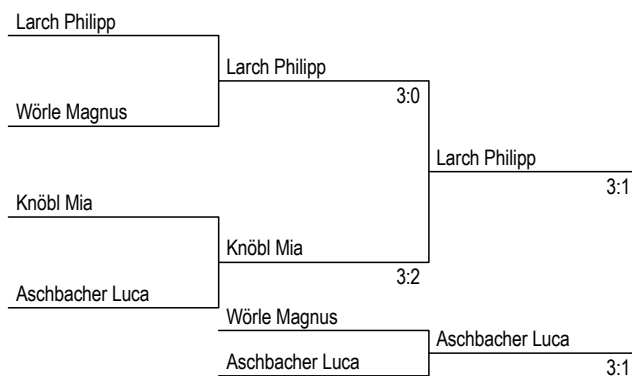 Larch Philipp
Larch Philipp
3:0
Wörle Magnus
Larch Philipp
3:1
Knöbl Mia
Knöbl Mia
3:2
Aschbacher Luca
Wörle Magnus
Aschbacher Luca
Aschbacher Luca
3:1